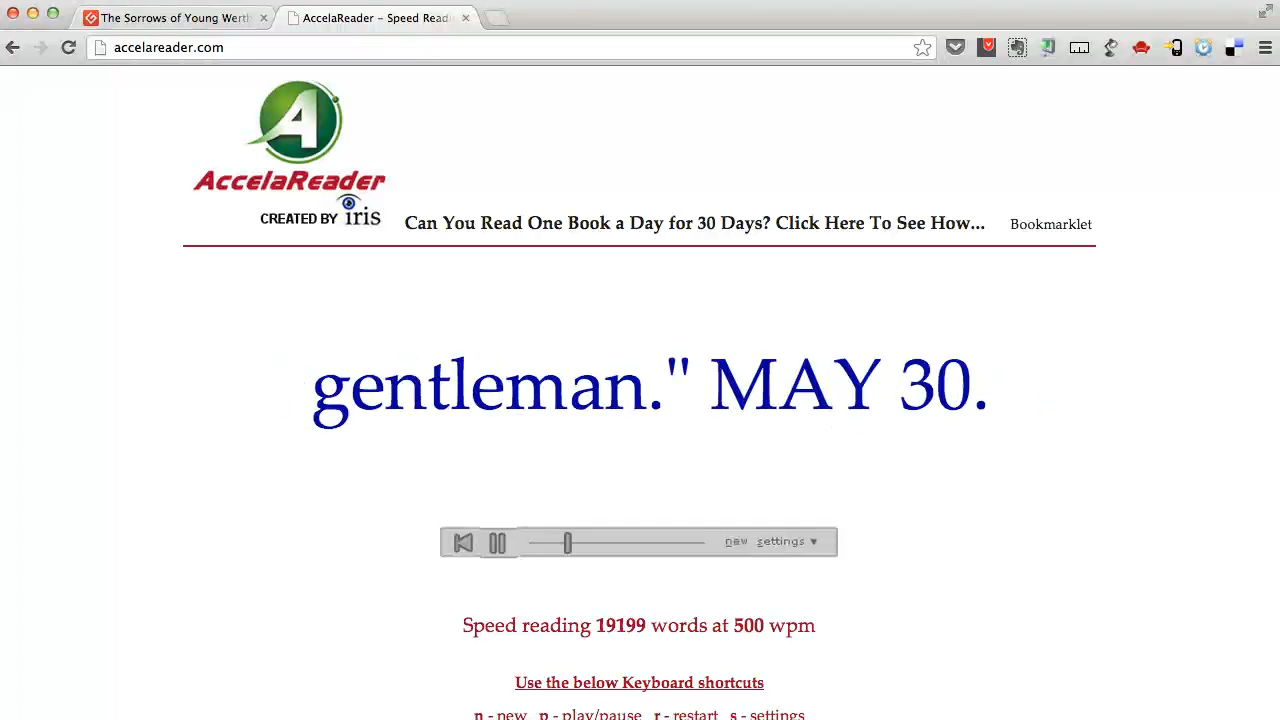 The Sorrows of Young Werth
AccelaReader – Speed Readi
accelareader.com
A
AccelaReader
CREATED BY iris
Can You Read One Book a Day for 30 Days? Click Here To See How...
Bookmarklet
gentleman." MAY 30.
new settings ▼
Speed reading 19199 words at 500 wpm
Use the below Keyboard shortcuts
n - new p - play/pause r - restart s - settings